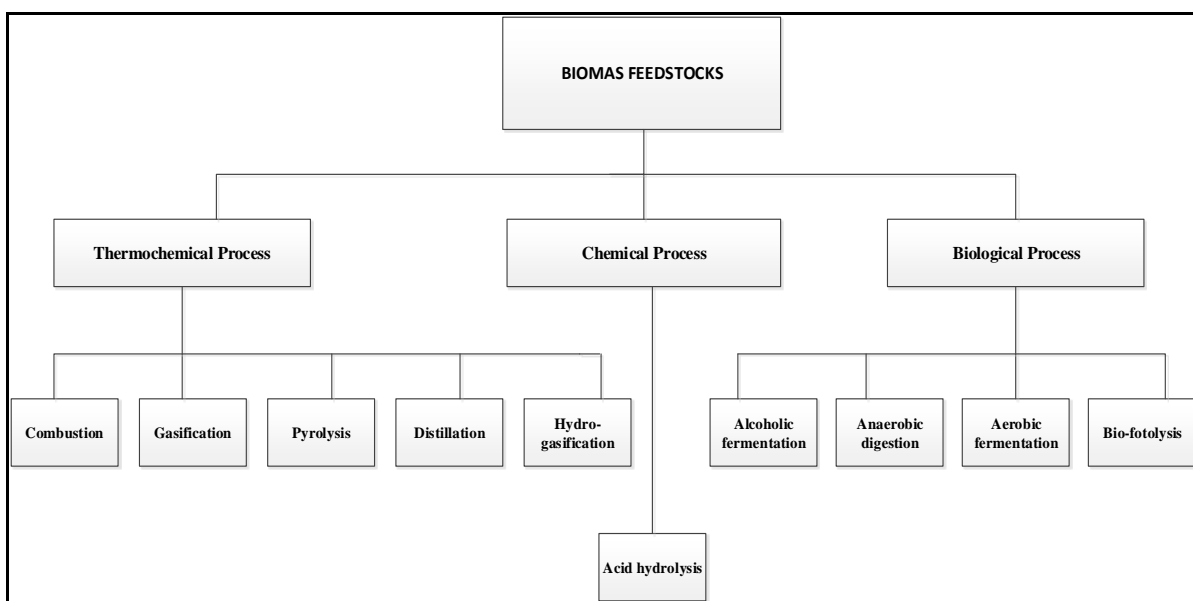 BIOMAS FEEDSTOCKS
Thermochemical Process
Chemical Process
Biological Process
Combustion
Gasification
Pyrolysis
Distillation
Hydro-
gasification
Alcoholic
fermentation
Anaerobic
digestion
Aerobic
fermentation
Bio-fotolysis
Acid hydrolysis